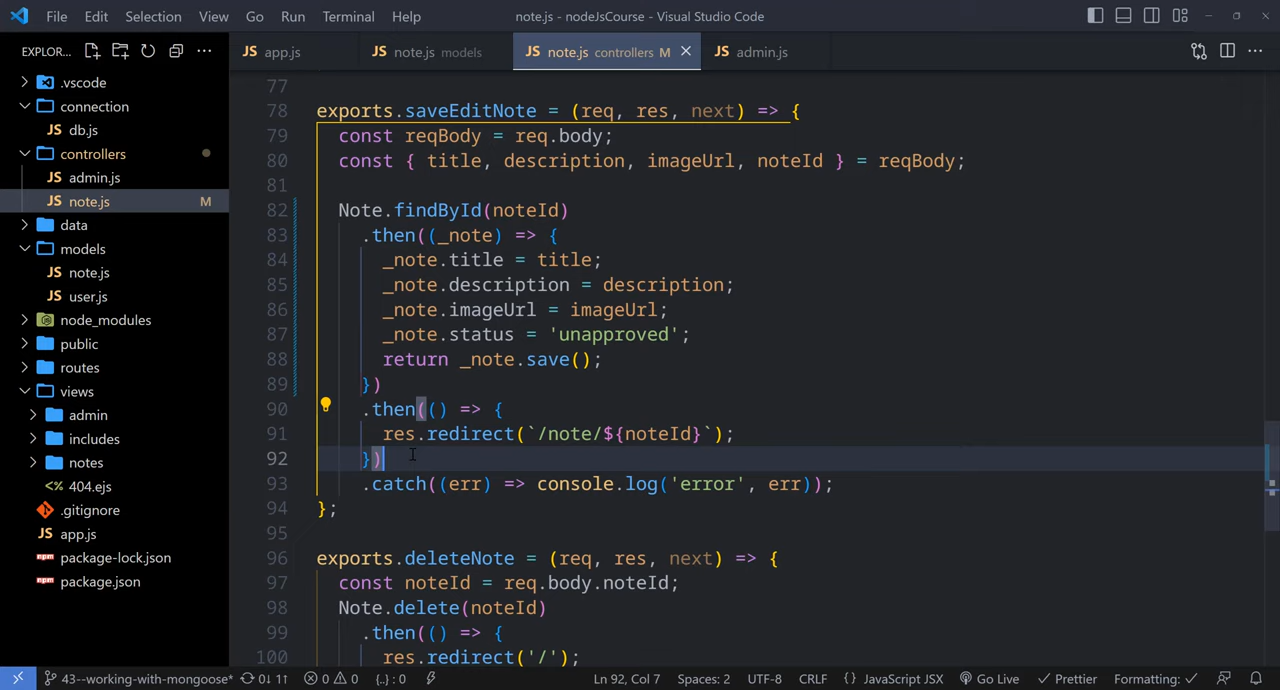 File Edit Selection View Go Run Terminal Help note.js - nodeJsCourse - Visual Studio Code
EXPLOR... JS app.js JS note.js models JS note.js controllers M JS admin.js
.vscode
connection
JS db.js
controllers
JS admin.js
JS note.js M
data
models
JS note.js
JS user.js
node_modules
public
routes
views
admin
includes
notes
<> 404.ejs
.gitignore
JS app.js
npm package-lock.json
npm package.json
77
78 exports.saveEditNote = (req, res, next) => {
79 const reqBody = req.body;
80 const { title, description, imageUrl, noteId } = reqBody;
81
82 Note.findById(noteId)
83 .then((_note) => {
84 _note.title = title;
85 _note.description = description;
86 _note.imageUrl = imageUrl;
87 _note.status = 'unapproved';
88 return _note.save();
89 })
90 .then(() => {
91 res.redirect(`/note/${noteId}`);
92 })
93 .catch((err) => console.log('error', err));
94 };
95
96 exports.deleteNote = (req, res, next) => {
97 const noteId = req.body.noteId;
98 Note.delete(noteId)
99 .then(() => {
100 res.redirect('/');
43--working-with-mongoose* 0↓ 1↑ 0 0 {..} : 0 Ln 92, Col 7 Spaces: 2 UTF-8 CRLF {} JavaScript JSX Go Live Prettier Formatting: ✓